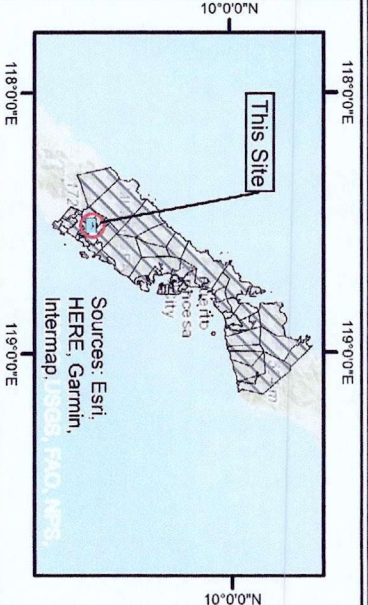 118°0'0"E
119°0'0"E
10°0'0"N
10°0'0"N
This Site
Sources: Esri,
HERE, Garmin,
Intermap, USGS, FAO, NPS,
118°0'0"E
119°0'0"E